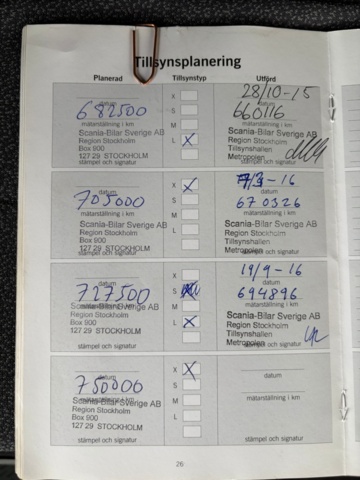 Tillsynsplanering
Planerad Tillsynstyp Utförd
X 28/10-15
datum
682500 S 660116
mätarställning i km M mätarställning i km
Scania-Bilar Sverige AB L X Scania-Bilar Sverige AB
Region Stockholm Region Stockholm
Box 900 Tillsynshallen
127 29 STOCKHOLM Metropolen
stämpel och signatur
X X -16
datum datum
705000 S 670326
mätarställning i km M mätarställning i km
Scania-Bilar Sverige AB L Scania-Bilar Sverige AB
Region Stockholm Region Stockholm
Box 900 Tillsynshallen
127 29 STOCKHOLM Metropolen
stämpel och signatur stämpel och signatur
X 19/9-16
datum datum
727500 S 694896
M mätarställning i km
Scania-Bilar Sverige AB L X Scania-Bilar Sverige AB
Region Stockholm Region Stockholm
Box 900 Tillsynshallen
127 29 STOCKHOLM Metropolen
stämpel och signatur stämpel och signatur
X X
datum datum
750000 S
M mätarställning i km
Scania-Bilar Sverige AB L
Region Stockholm
Box 900
127 29 STOCKHOLM
stämpel och signatur stämpel och signatur
26